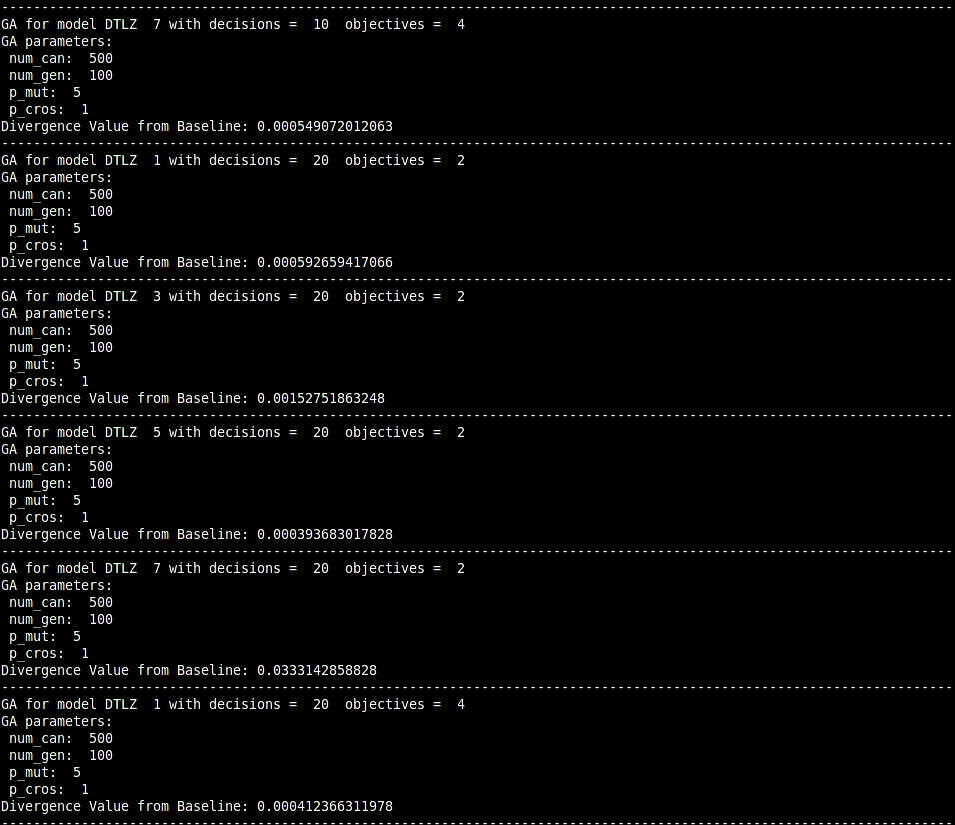 ------------------------------------------------------------------------------------------------------------------------
GA for model DTLZ  7 with decisions =  10  objectives =  4
GA parameters:
 num_can:  500
 num_gen:  100
 p_mut:  5
 p_cros:  1
Divergence Value from Baseline: 0.000549072012063
------------------------------------------------------------------------------------------------------------------------
GA for model DTLZ  1 with decisions =  20  objectives =  2
GA parameters:
 num_can:  500
 num_gen:  100
 p_mut:  5
 p_cros:  1
Divergence Value from Baseline: 0.000592659417066
------------------------------------------------------------------------------------------------------------------------
GA for model DTLZ  3 with decisions =  20  objectives =  2
GA parameters:
 num_can:  500
 num_gen:  100
 p_mut:  5
 p_cros:  1
Divergence Value from Baseline: 0.00152751863248
------------------------------------------------------------------------------------------------------------------------
GA for model DTLZ  5 with decisions =  20  objectives =  2
GA parameters:
 num_can:  500
 num_gen:  100
 p_mut:  5
 p_cros:  1
Divergence Value from Baseline: 0.000393683017828
------------------------------------------------------------------------------------------------------------------------
GA for model DTLZ  7 with decisions =  20  objectives =  2
GA parameters:
 num_can:  500
 num_gen:  100
 p_mut:  5
 p_cros:  1
Divergence Value from Baseline: 0.0333142858828
------------------------------------------------------------------------------------------------------------------------
GA for model DTLZ  1 with decisions =  20  objectives =  4
GA parameters:
 num_can:  500
 num_gen:  100
 p_mut:  5
 p_cros:  1
Divergence Value from Baseline: 0.000412366311978
------------------------------------------------------------------------------------------------------------------------